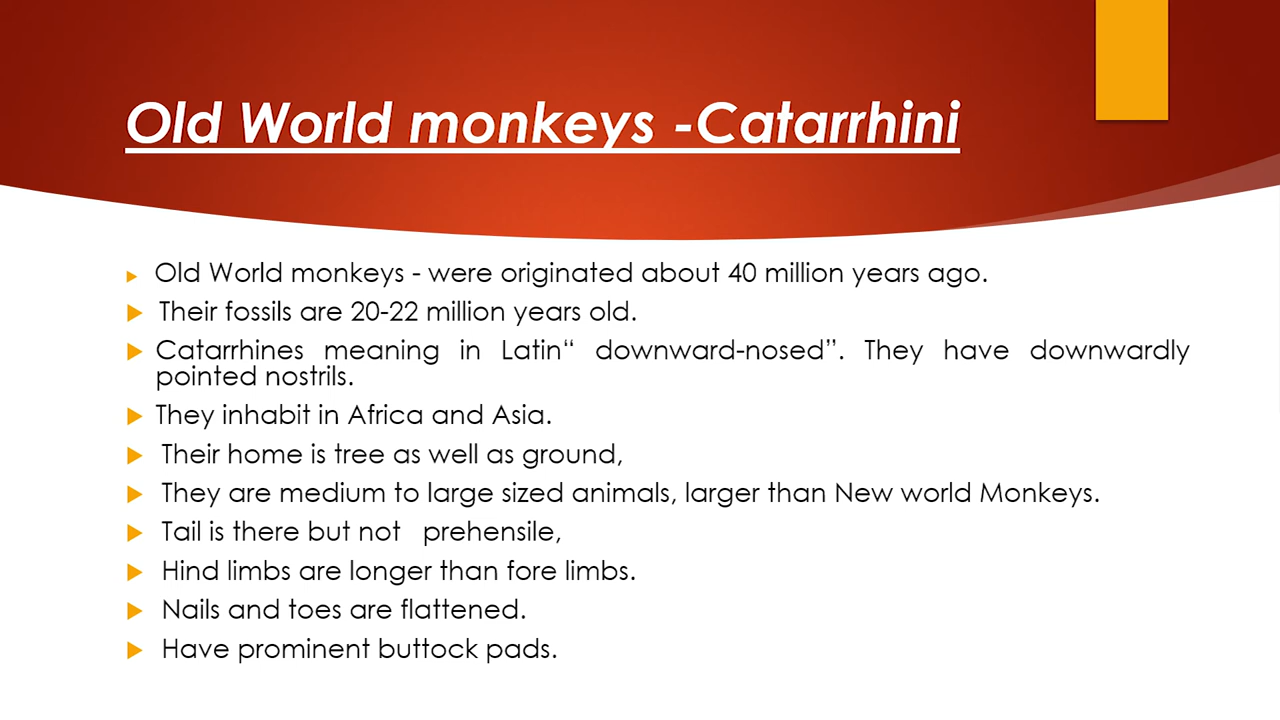 Old World monkeys -Catarrhini
Old World monkeys - were originated about 40 million years ago.
Their fossils are 20-22 million years old.
Catarrhines meaning in Latin“ downward-nosed”. They have downwardly
pointed nostrils.
They inhabit in Africa and Asia.
Their home is tree as well as ground,
They are medium to large sized animals, larger than New world Monkeys.
Tail is there but not prehensile,
Hind limbs are longer than fore limbs.
Nails and toes are flattened.
Have prominent buttock pads.